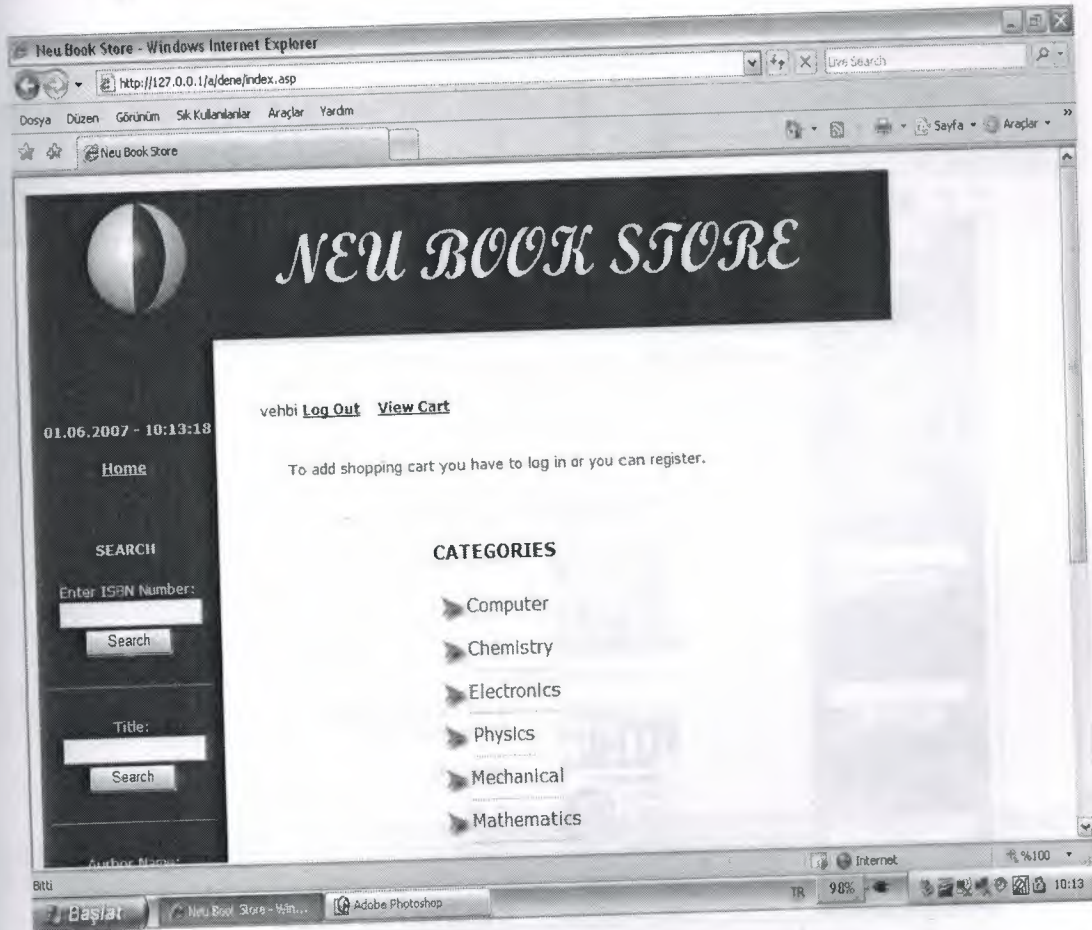 Neu Book Store - Windows Internet Explorer
http://127.0.0.1/a/dene/index.asp
Live Search
Dosya Düzen Görünüm Sık Kullanılanlar Araçlar Yardım
Neu Book Store
Sayfa Araçlar
NEU BOOK STORE
vehbi Log Out View Cart
01.06.2007 - 10:13:18
Home
To add shopping cart you have to log in or you can register.
SEARCH
Enter ISBN Number:
Search
Title:
Search
Author Name:
CATEGORIES
Computer
Chemistry
Electronics
Physics
Mechanical
Mathematics
Bitti
Internet
%100
Başlat
Neu Book Store - Win...
Adobe Photoshop
TR
98%
10:13